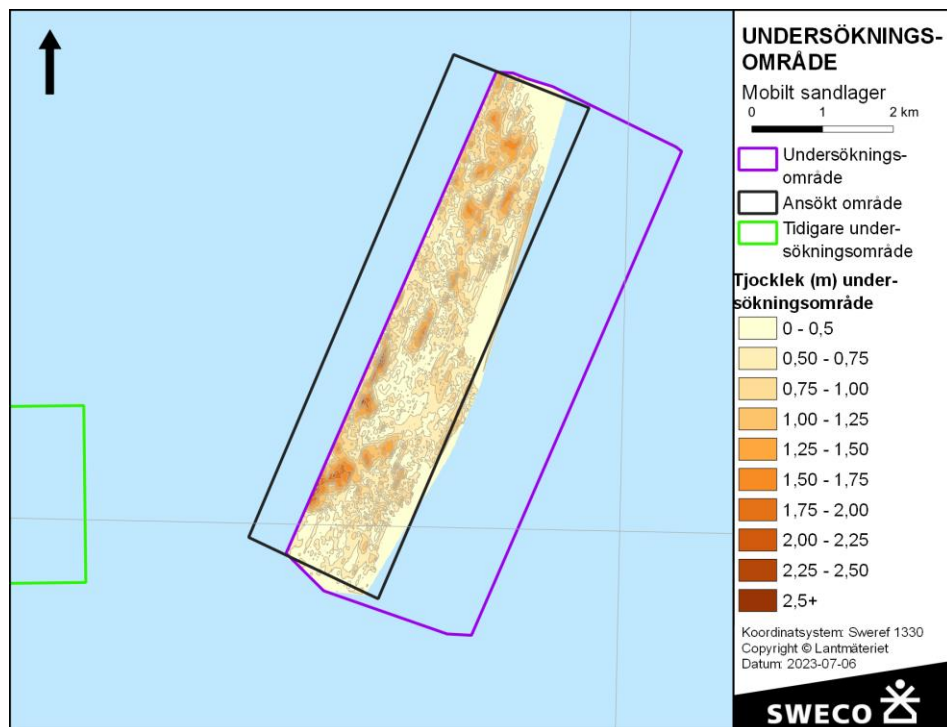 UNDERSÖKNINGS-
OMRÅDE
Mobilt sandlager
0 1 2 km
Undersöknings-
område
Ansökt område
Tidigare under-
sökningsområde
Tjocklek (m) under-
sökningsområde
0 - 0,5
0,50 - 0,75
0,75 - 1,00
1,00 - 1,25
1,25 - 1,50
1,50 - 1,75
1,75 - 2,00
2,00 - 2,25
2,25 - 2,50
2,5+
Koordinatsystem: Sweref 1330
Copyright © Lantmäteriet
Datum: 2023-07-06
SWECO